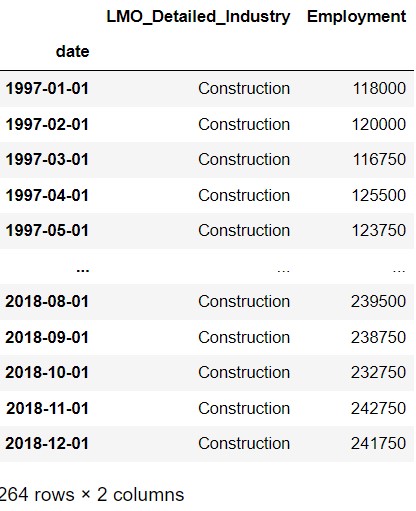 LMO_Detailed_Industry Employment
date
1997-01-01 Construction 118000
1997-02-01 Construction 120000
1997-03-01 Construction 116750
1997-04-01 Construction 125500
1997-05-01 Construction 123750
... ... ...
2018-08-01 Construction 239500
2018-09-01 Construction 238750
2018-10-01 Construction 232750
2018-11-01 Construction 242750
2018-12-01 Construction 241750
264 rows × 2 columns